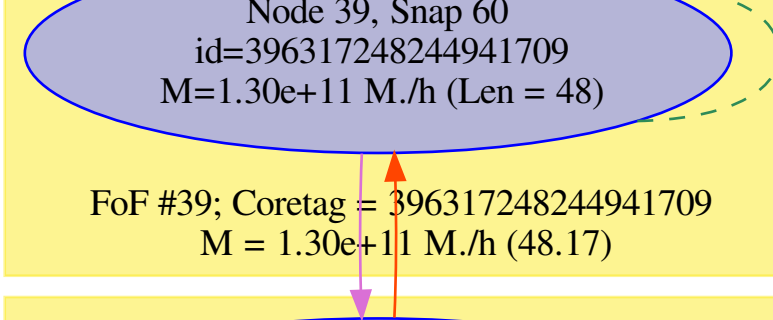 Node 39, Snap 60
id=396317248244941709
M=1.30e+11 M./h (Len = 48)
FoF #39; Coretag = 396317248244941709
M = 1.30e+11 M./h (48.17)